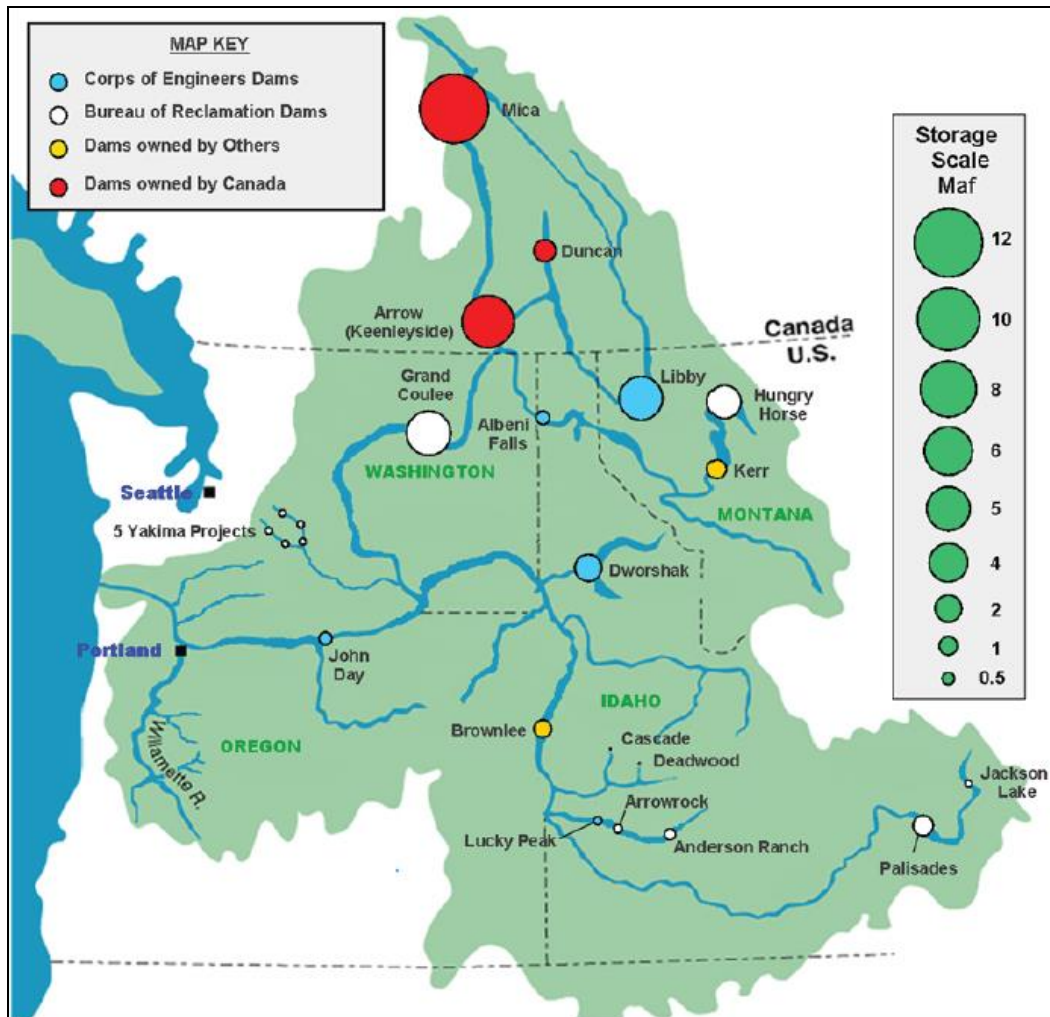 MAP KEY
Corps of Engineers Dams
Bureau of Reclamation Dams
Dams owned by Others
Dams owned by Canada
Mica
Duncan
Arrow
(Keenleyside)
Canada
U.S.
Grand
Coulee
Libby
Hungry
Horse
Albeni
Falls
WASHINGTON
Kerr
Seattle
MONTANA
5 Yakima Projects
Dworshak
Portland
John
Day
IDAHO
Brownlee
Cascade
Deadwood
OREGON
Willamette R.
Arrowrock
Lucky Peak
Anderson Ranch
Jackson
Lake
Palisades
Storage
Scale
Maf
12
10
8
6
5
4
2
1
0.5